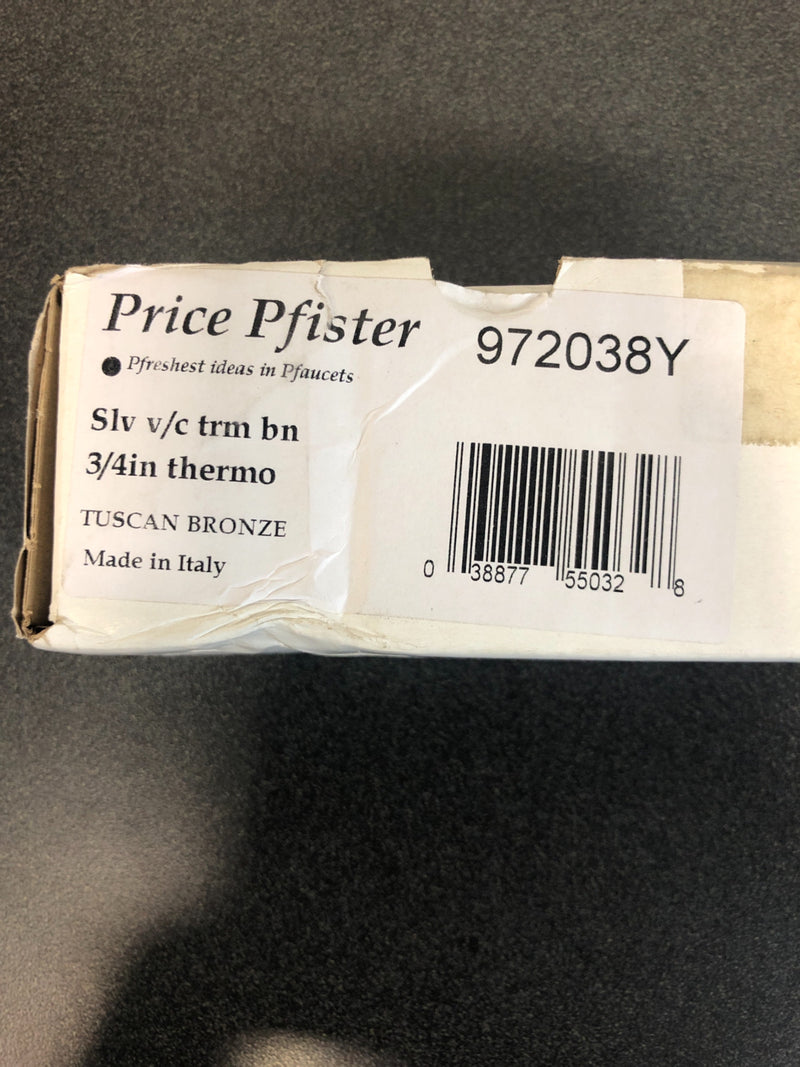 Price Pfister
Pfreshest ideas in Pfaucets
972038Y
Slv v/c trm bn
3/4in thermo
TUSCAN BRONZE
Made in Italy
0 38877 55032 8